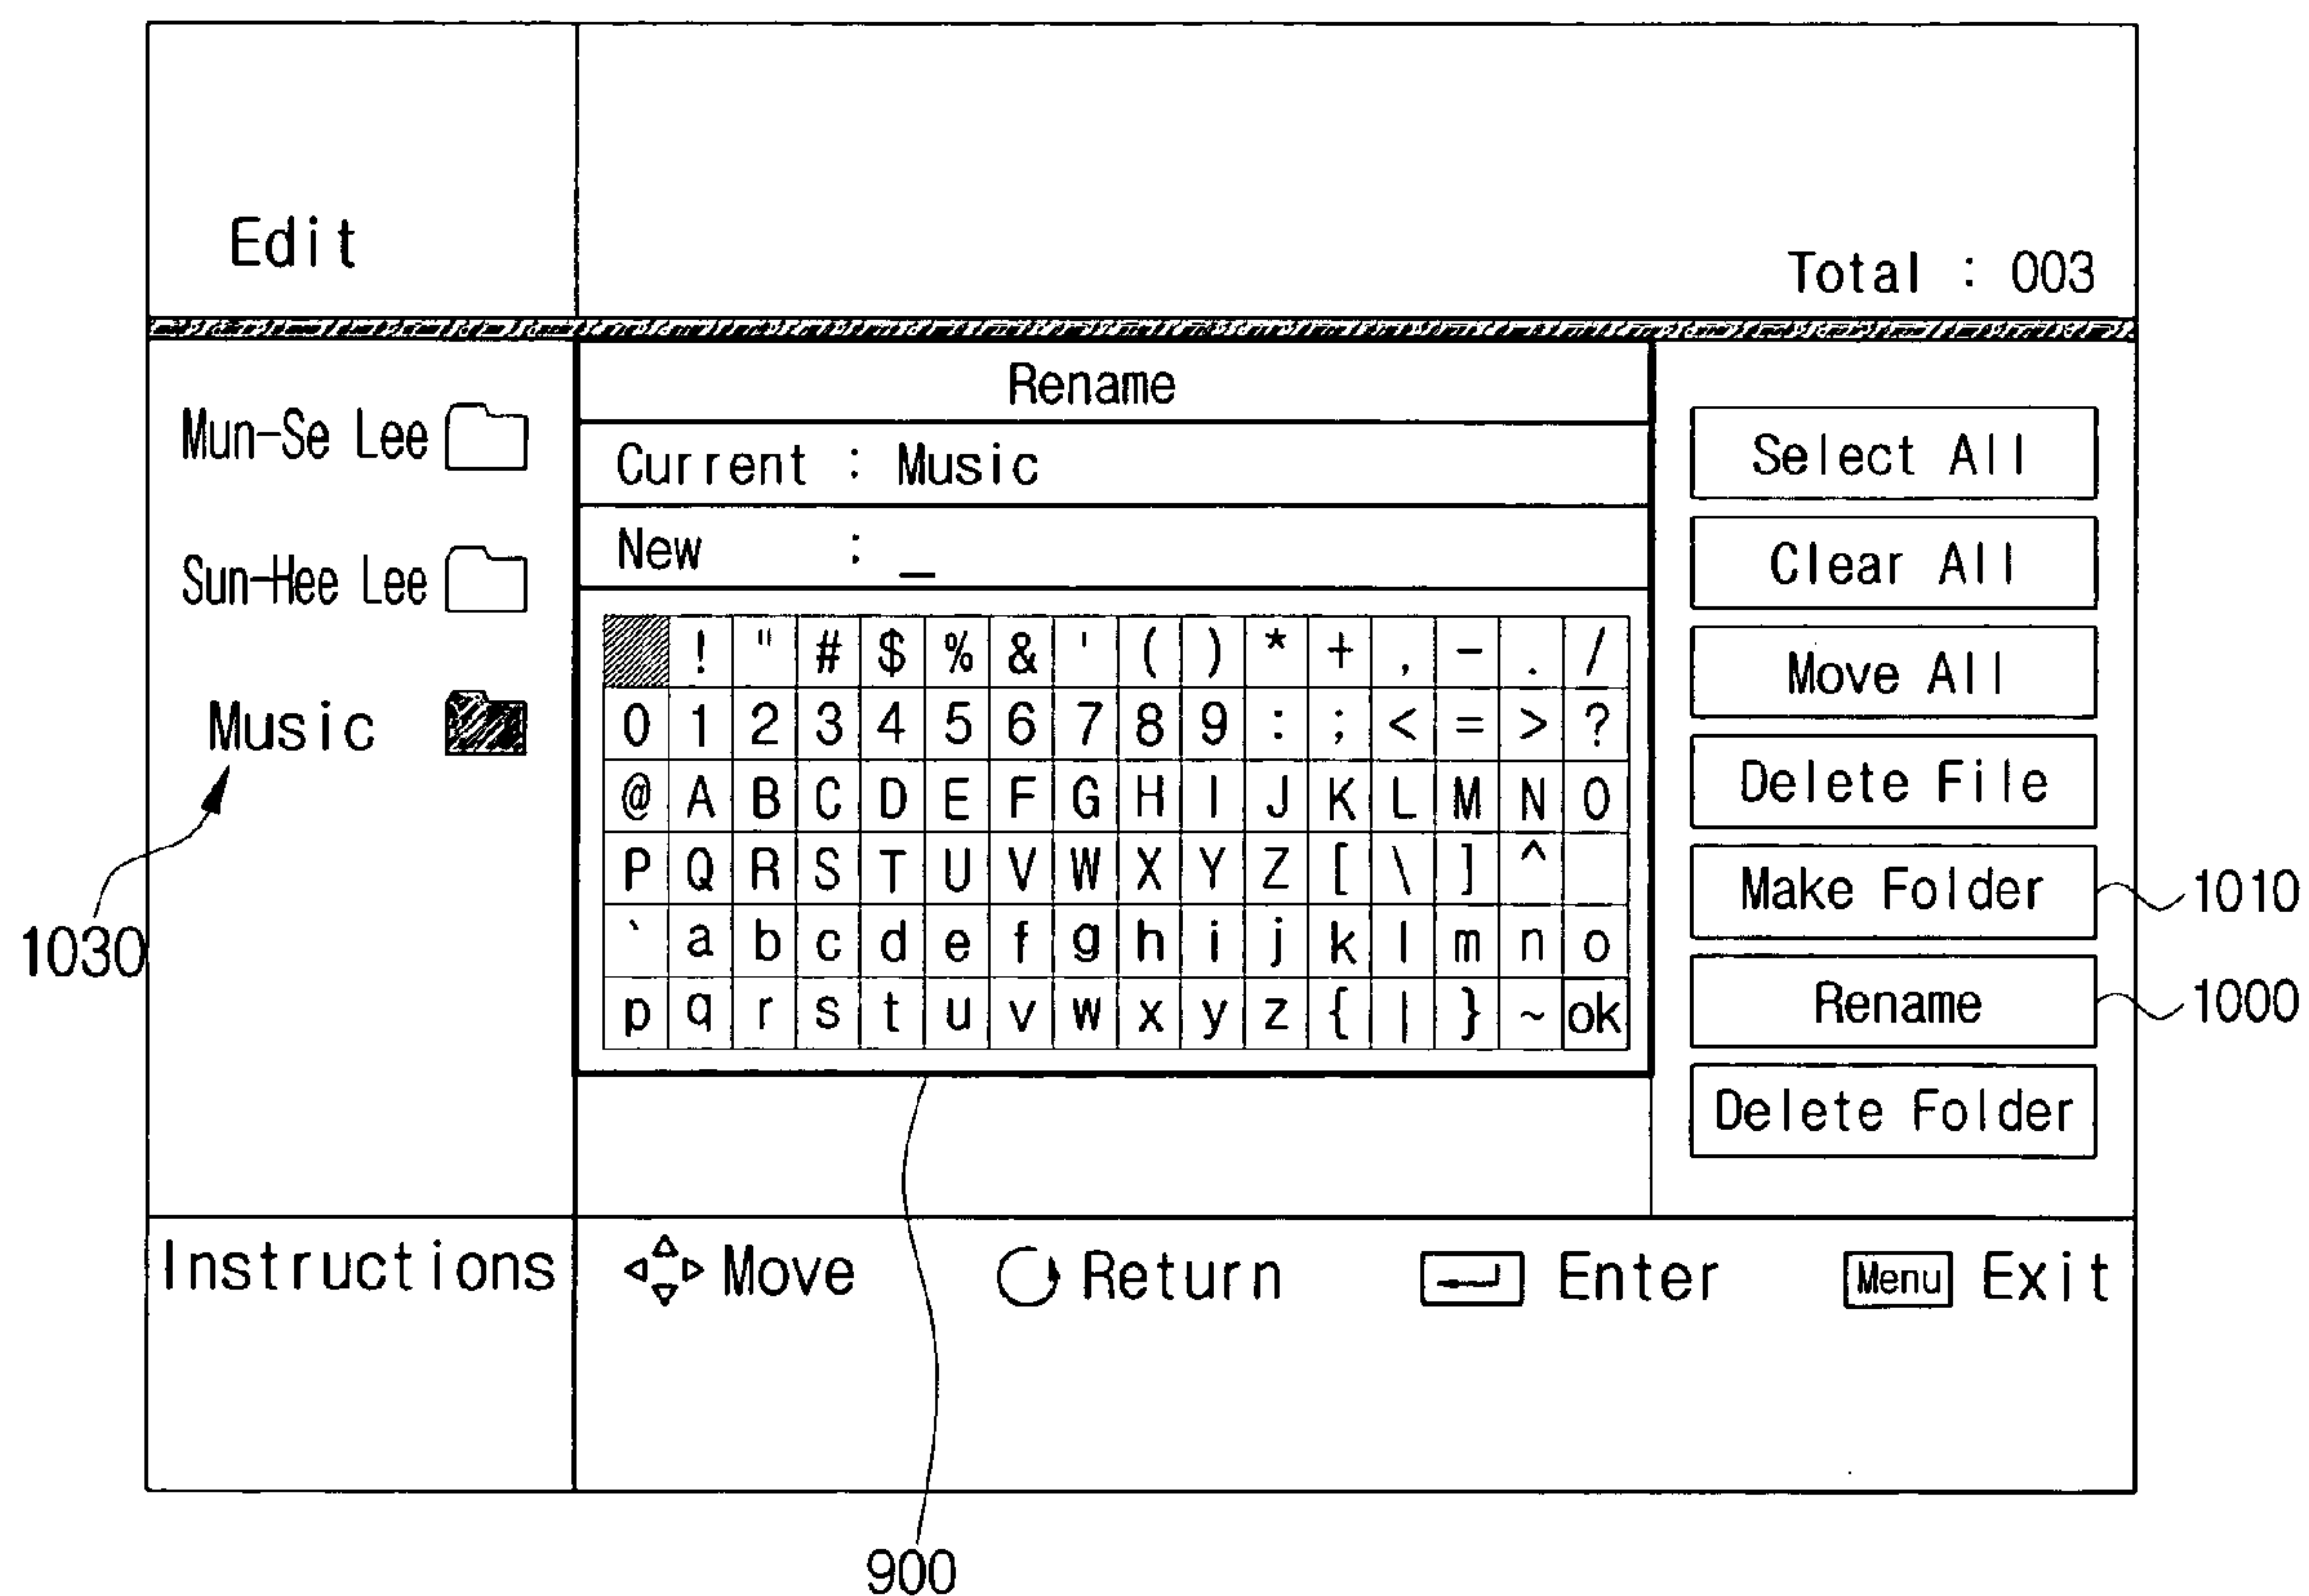 Edit
Total : 003
Mun-Se Lee
Sun-Hee Lee
Music
1030
Rename
Current : Music
New : _
! " # $ % & ' ( ) * + , - . /
0 1 2 3 4 5 6 7 8 9 : ; < = > ?
@ A B C D E F G H I J K L M N O
P Q R S T U V W X Y Z [ \ ] ^
` a b c d e f g h i j k l m n o
p q r s t u v w x y z { | } ~ ok
Select All
Clear All
Move All
Delete File
Make Folder
1010
Rename
1000
Delete Folder
Instructions
Move
Return
Enter
Menu Exit
900